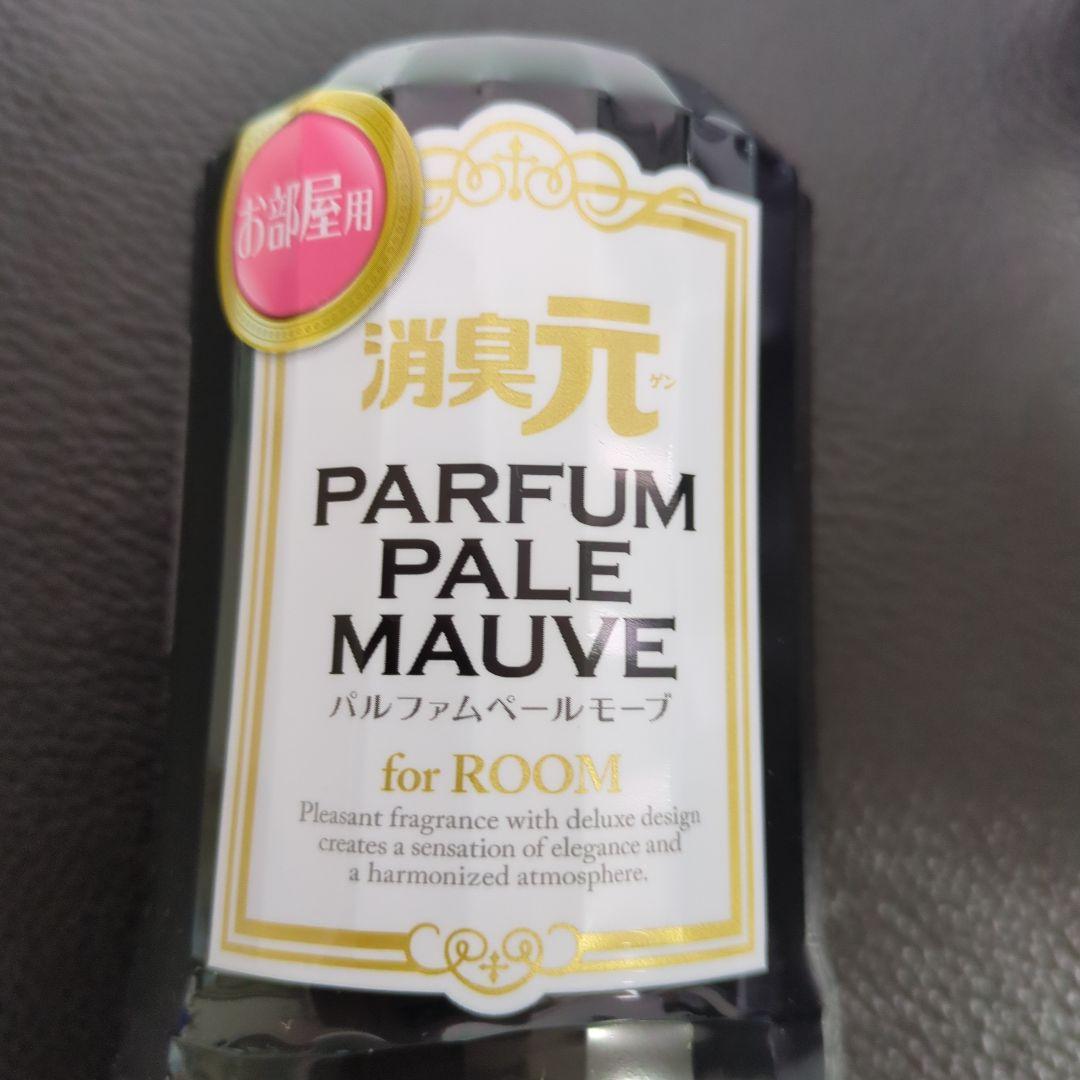 お部屋用
消臭元
ゲン
PARFUM
PALE
MAUVE
パルファムペールモーブ
for ROOM
Pleasant fragrance with deluxe design
creates a sensation of elegance and
a harmonized atmosphere.